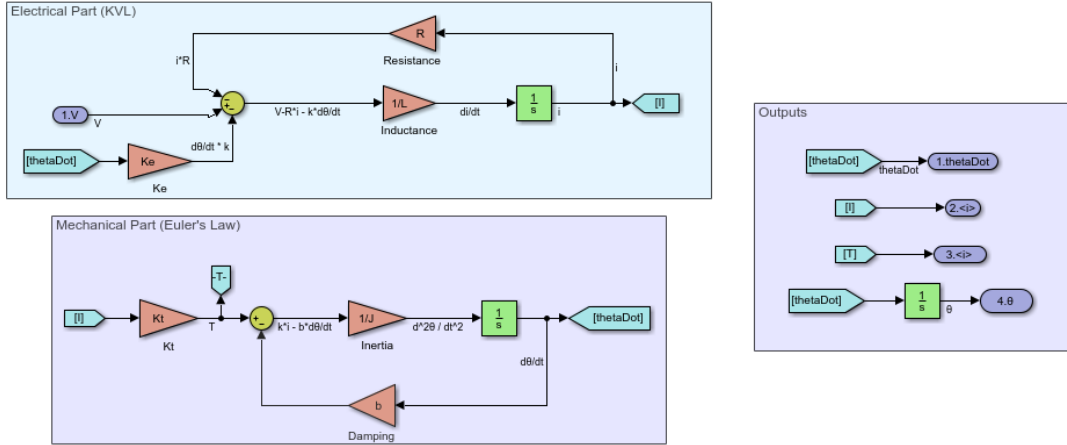 Electrical Part (KVL)
R
Resistance
i*R
i
1.V
V
V-R*i - k*dθ/dt
1/L
Inductance
di/dt
1
s
i
[I]
[thetaDot]
Ke
Ke
dθ/dt * k
Mechanical Part (Euler's Law)
-T-
[I]
Kt
Kt
T
k*i - b*dθ/dt
1/J
Inertia
d^2θ / dt^2
1
s
[thetaDot]
dθ/dt
b
Damping
Outputs
[thetaDot]
thetaDot
1.thetaDot
[I]
2.<i>
[T]
3.<i>
[thetaDot]
1
s
θ
4.θ